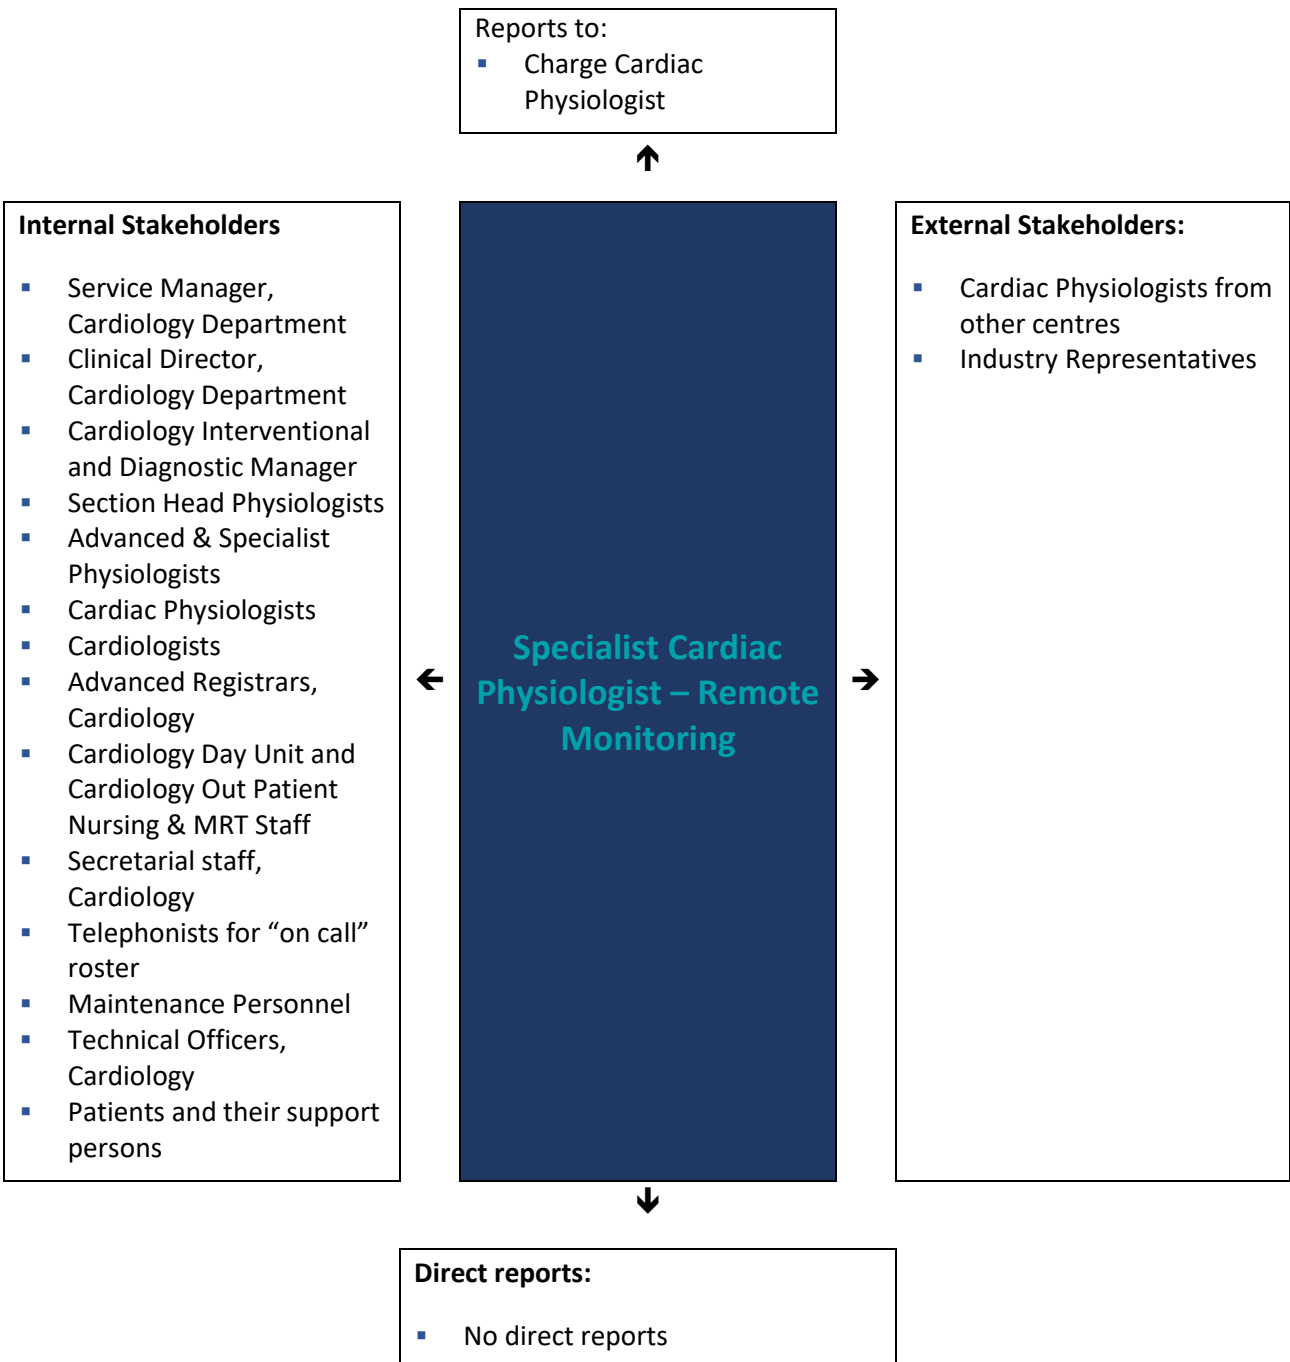 Reports to:
▪ Charge Cardiac
Physiologist
🡩
Internal Stakeholders
▪ Service Manager,
Cardiology Department
▪ Clinical Director,
Cardiology Department
▪ Cardiology Interventional
and Diagnostic Manager
▪ Section Head Physiologists
▪ Advanced & Specialist
Physiologists
▪ Cardiac Physiologists
▪ Cardiologists
▪ Advanced Registrars,
Cardiology
▪ Cardiology Day Unit and
Cardiology Out Patient
Nursing & MRT Staff
▪ Secretarial staff,
Cardiology
▪ Telephonists for “on call”
roster
▪ Maintenance Personnel
▪ Technical Officers,
Cardiology
▪ Patients and their support
persons
🡨
Specialist Cardiac
Physiologist – Remote
Monitoring
🡪
External Stakeholders:
▪ Cardiac Physiologists from
other centres
▪ Industry Representatives
🡫
Direct reports:
▪ No direct reports